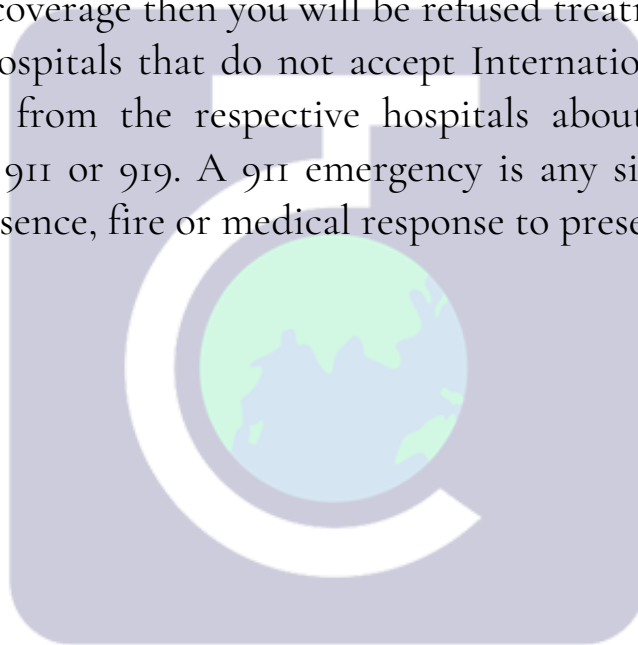 coverage then you will be refused treat
ospitals that do not accept Internatio
from the respective hospitals about
911 or 919. A 911 emergency is any si
sence, fire or medical response to prese